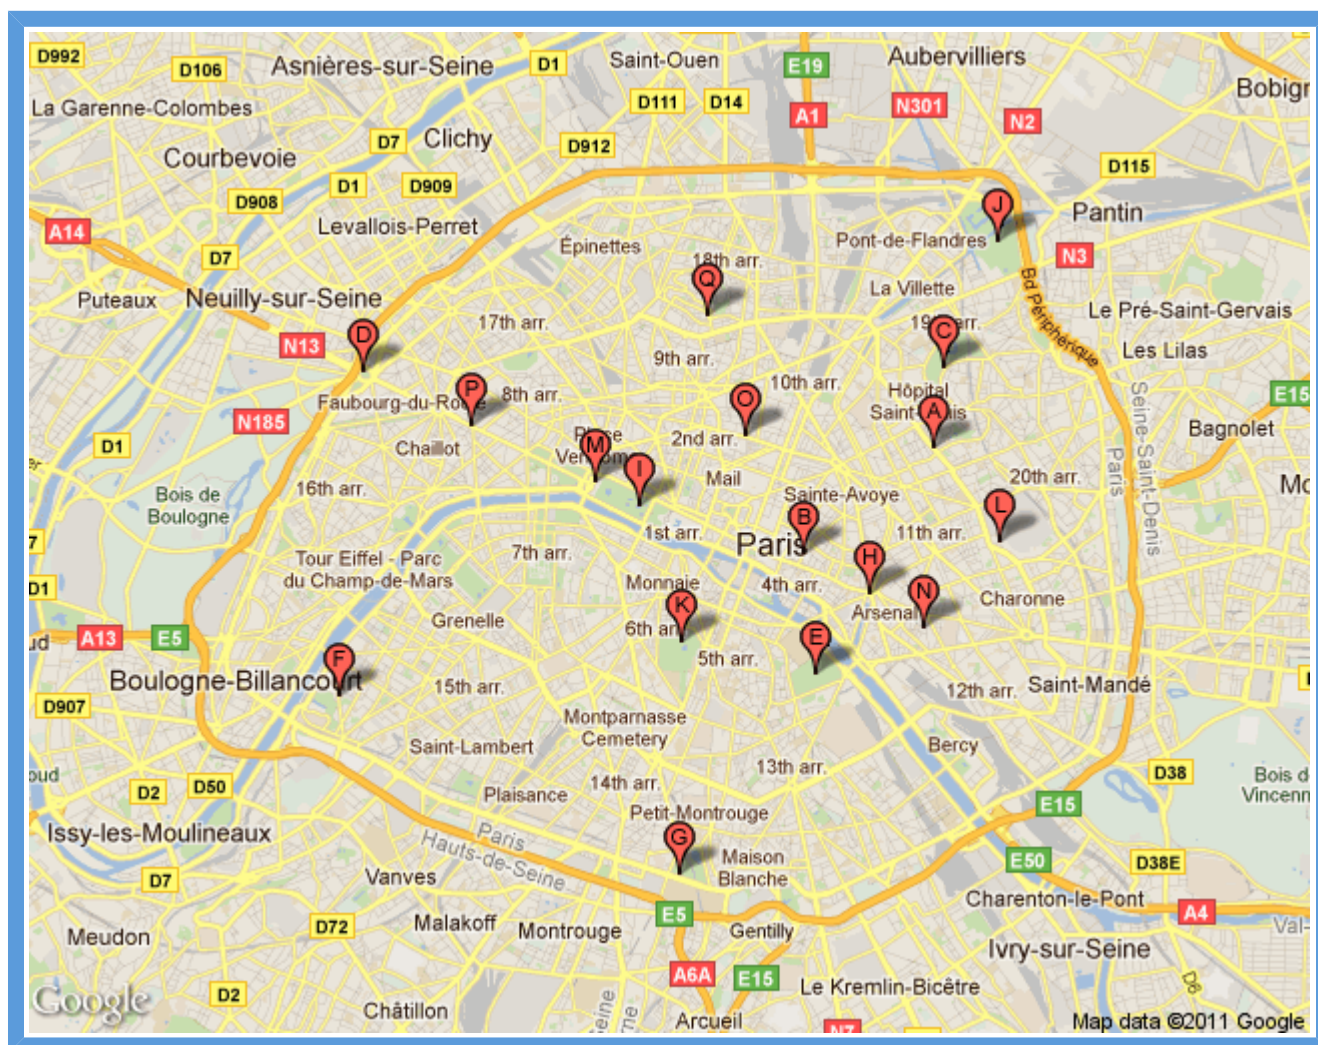 D992
D106
Asnières-sur-Seine
D1
Saint-Ouen
E19
Aubervilliers
Bobigr
La Garenne-Colombes
D111
D14
A1
N301
N2
D7
Clichy
D912
Courbevoie
D1
D909
D115
D908
Levallois-Perret
J
Pantin
A14
Épinettes
Pont-de-Flandres
D7
18th arr.
N3
Q
La Villette
Bd Périphérique
Puteaux
Neuilly-sur-Seine
Le Pré-Saint-Gervais
17th arr.
C
D
N13
9th arr.
Les Lilas
P
8th arr.
10th arr.
Hôpital
E15
Faubourg-du-Roule
O
A
N185
Seine-Saint-Denis
Paris
D1
Chaillot
M
2nd arr.
Bagnolet
I
Mail
16th arr.
20th arr.
Bois de
Boulogne
Sainte-Avoye
L
B
11th arr.
1st arr.
Paris
7th arr.
Tour Eiffel - Parc
du Champ-de-Mars
H
Monnaie
4th arr.
D1
N
Charonne
K
Arsenal
Grenelle
6th arr
A13
E5
E
F
5th arr.
Boulogne-Billancourt
15th arr.
12th arr.
Saint-Mandé
D907
Montparnasse
Cemetery
Saint-Lambert
Bercy
13th arr.
D38
D2
D50
14th arr.
Plaisance
E15
Petit-Montrouge
Issy-les-Moulineaux
Paris
Hauts-de-Seine
G
Maison
Blanche
E50
D38E
D7
Vanves
Charenton-le-Pont
E5
A4
D72
Malakoff
Montrouge
Gentilly
Val-
Meudon
Ivry-sur-Seine
A6A
E15
D6
D2
Le Kremlin-Bicêtre
Google
Châtillon
Arcueil
N7
Map data ©2011 Google